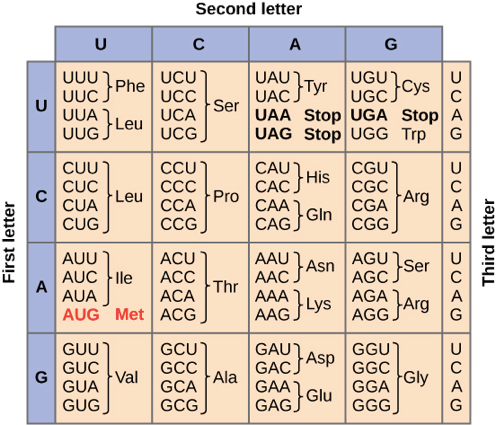 Second letter
U C A G
First letter
Third letter
U
UUU UUC Phe
UUA UUG Leu
UCU UCC UCA UCG Ser
UAU UAC Tyr
UAA Stop
UAG Stop
UGU UGC Cys
UGA Stop
UGG Trp
U C A G
C
CUU CUC CUA CUG Leu
CCU CCC CCA CCG Pro
CAU CAC His
CAA CAG Gln
CGU CGC CGA CGG Arg
U C A G
A
AUU AUC AUA Ile
AUG Met
ACU ACC ACA ACG Thr
AAU AAC Asn
AAA AAG Lys
AGU AGC Ser
AGA AGG Arg
U C A G
G
GUU GUC GUA GUG Val
GCU GCC GCA GCG Ala
GAU GAC Asp
GAA GAG Glu
GGU GGC GGA GGG Gly
U C A G